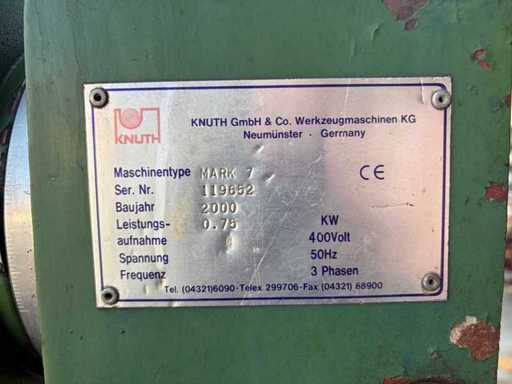 KNUTH
KNUTH GmbH & Co. Werkzeugmaschinen KG
Neumünster - Germany
Maschinentype MARK 7
CE
Ser. Nr. 119652
Baujahr 2000
Leistungs- 0.75 KW
aufnahme 400Volt
Spannung 50Hz
Frequenz 3 Phasen
Tel. (04321)6090-Telex 299706-Fax (04321) 68900